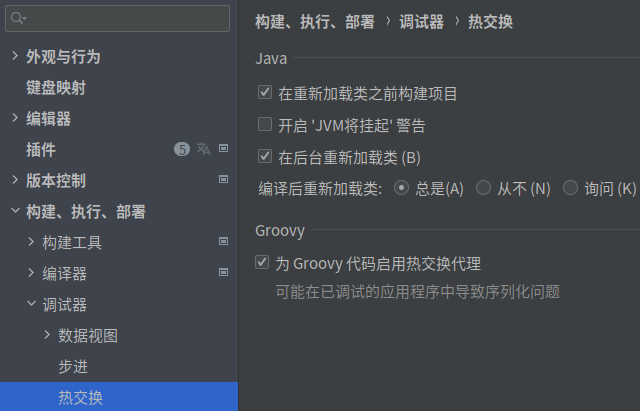 外观与行为
键盘映射
编辑器
插件 5
版本控制
构建、执行、部署
构建工具
编译器
调试器
数据视图
步进
热交换
构建、执行、部署 › 调试器 › 热交换
Java
在重新加载类之前构建项目
开启 'JVM将挂起' 警告
在后台重新加载类 (B)
编译后重新加载类: 总是(A) 从不 (N) 询问 (K)
Groovy
为 Groovy 代码启用热交换代理
可能在已调试的应用程序中导致序列化问题